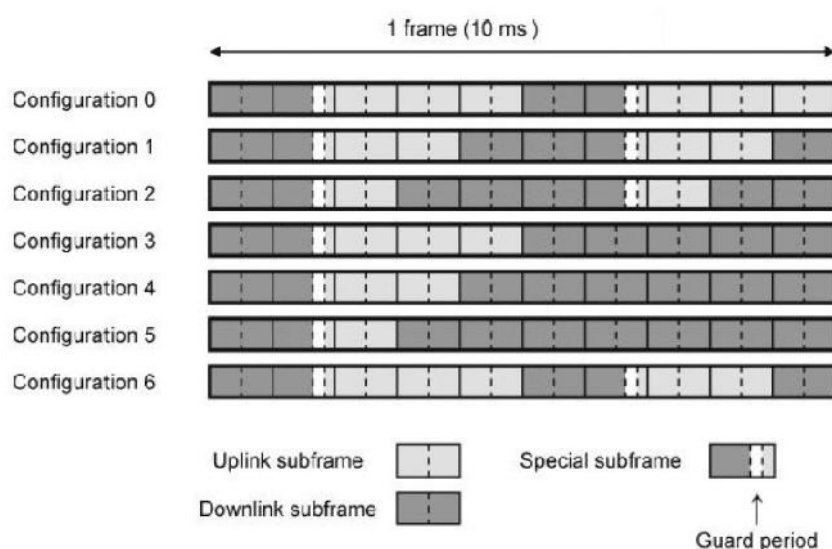 1 frame (10 ms )
Configuration 0
Configuration 1
Configuration 2
Configuration 3
Configuration 4
Configuration 5
Configuration 6
Uplink subframe
Special subframe
Downlink subframe
Guard period